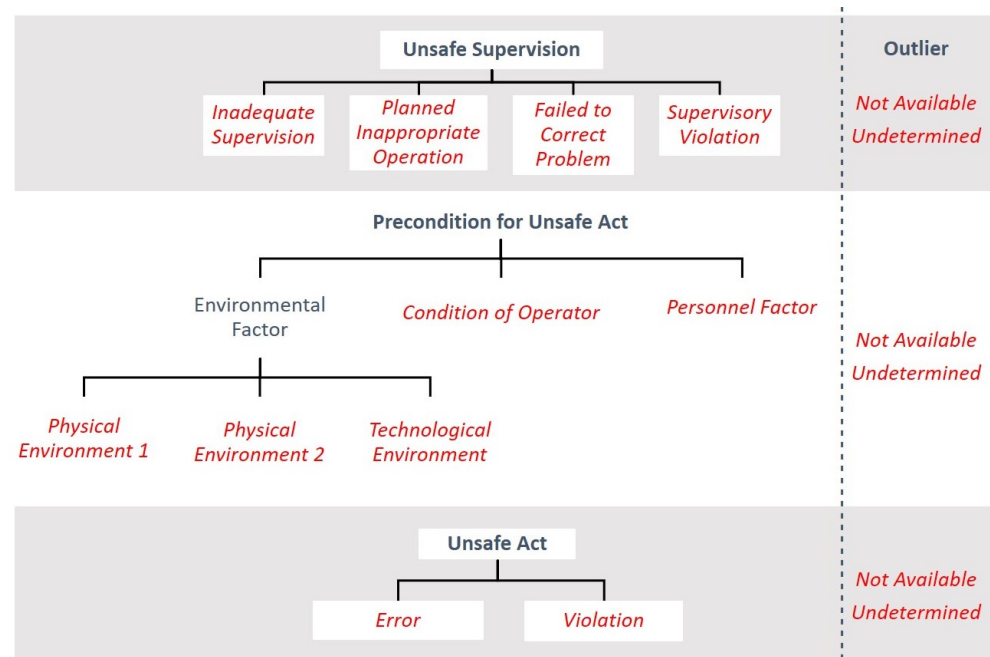 Unsafe Supervision
Outlier
Inadequate
Supervision
Planned
Inappropriate
Operation
Failed to
Correct
Problem
Supervisory
Violation
Not Available
Undetermined
Precondition for Unsafe Act
Environmental
Factor
Condition of Operator
Personnel Factor
Not Available
Undetermined
Physical
Environment 1
Physical
Environment 2
Technological
Environment
Unsafe Act
Error
Violation
Not Available
Undetermined